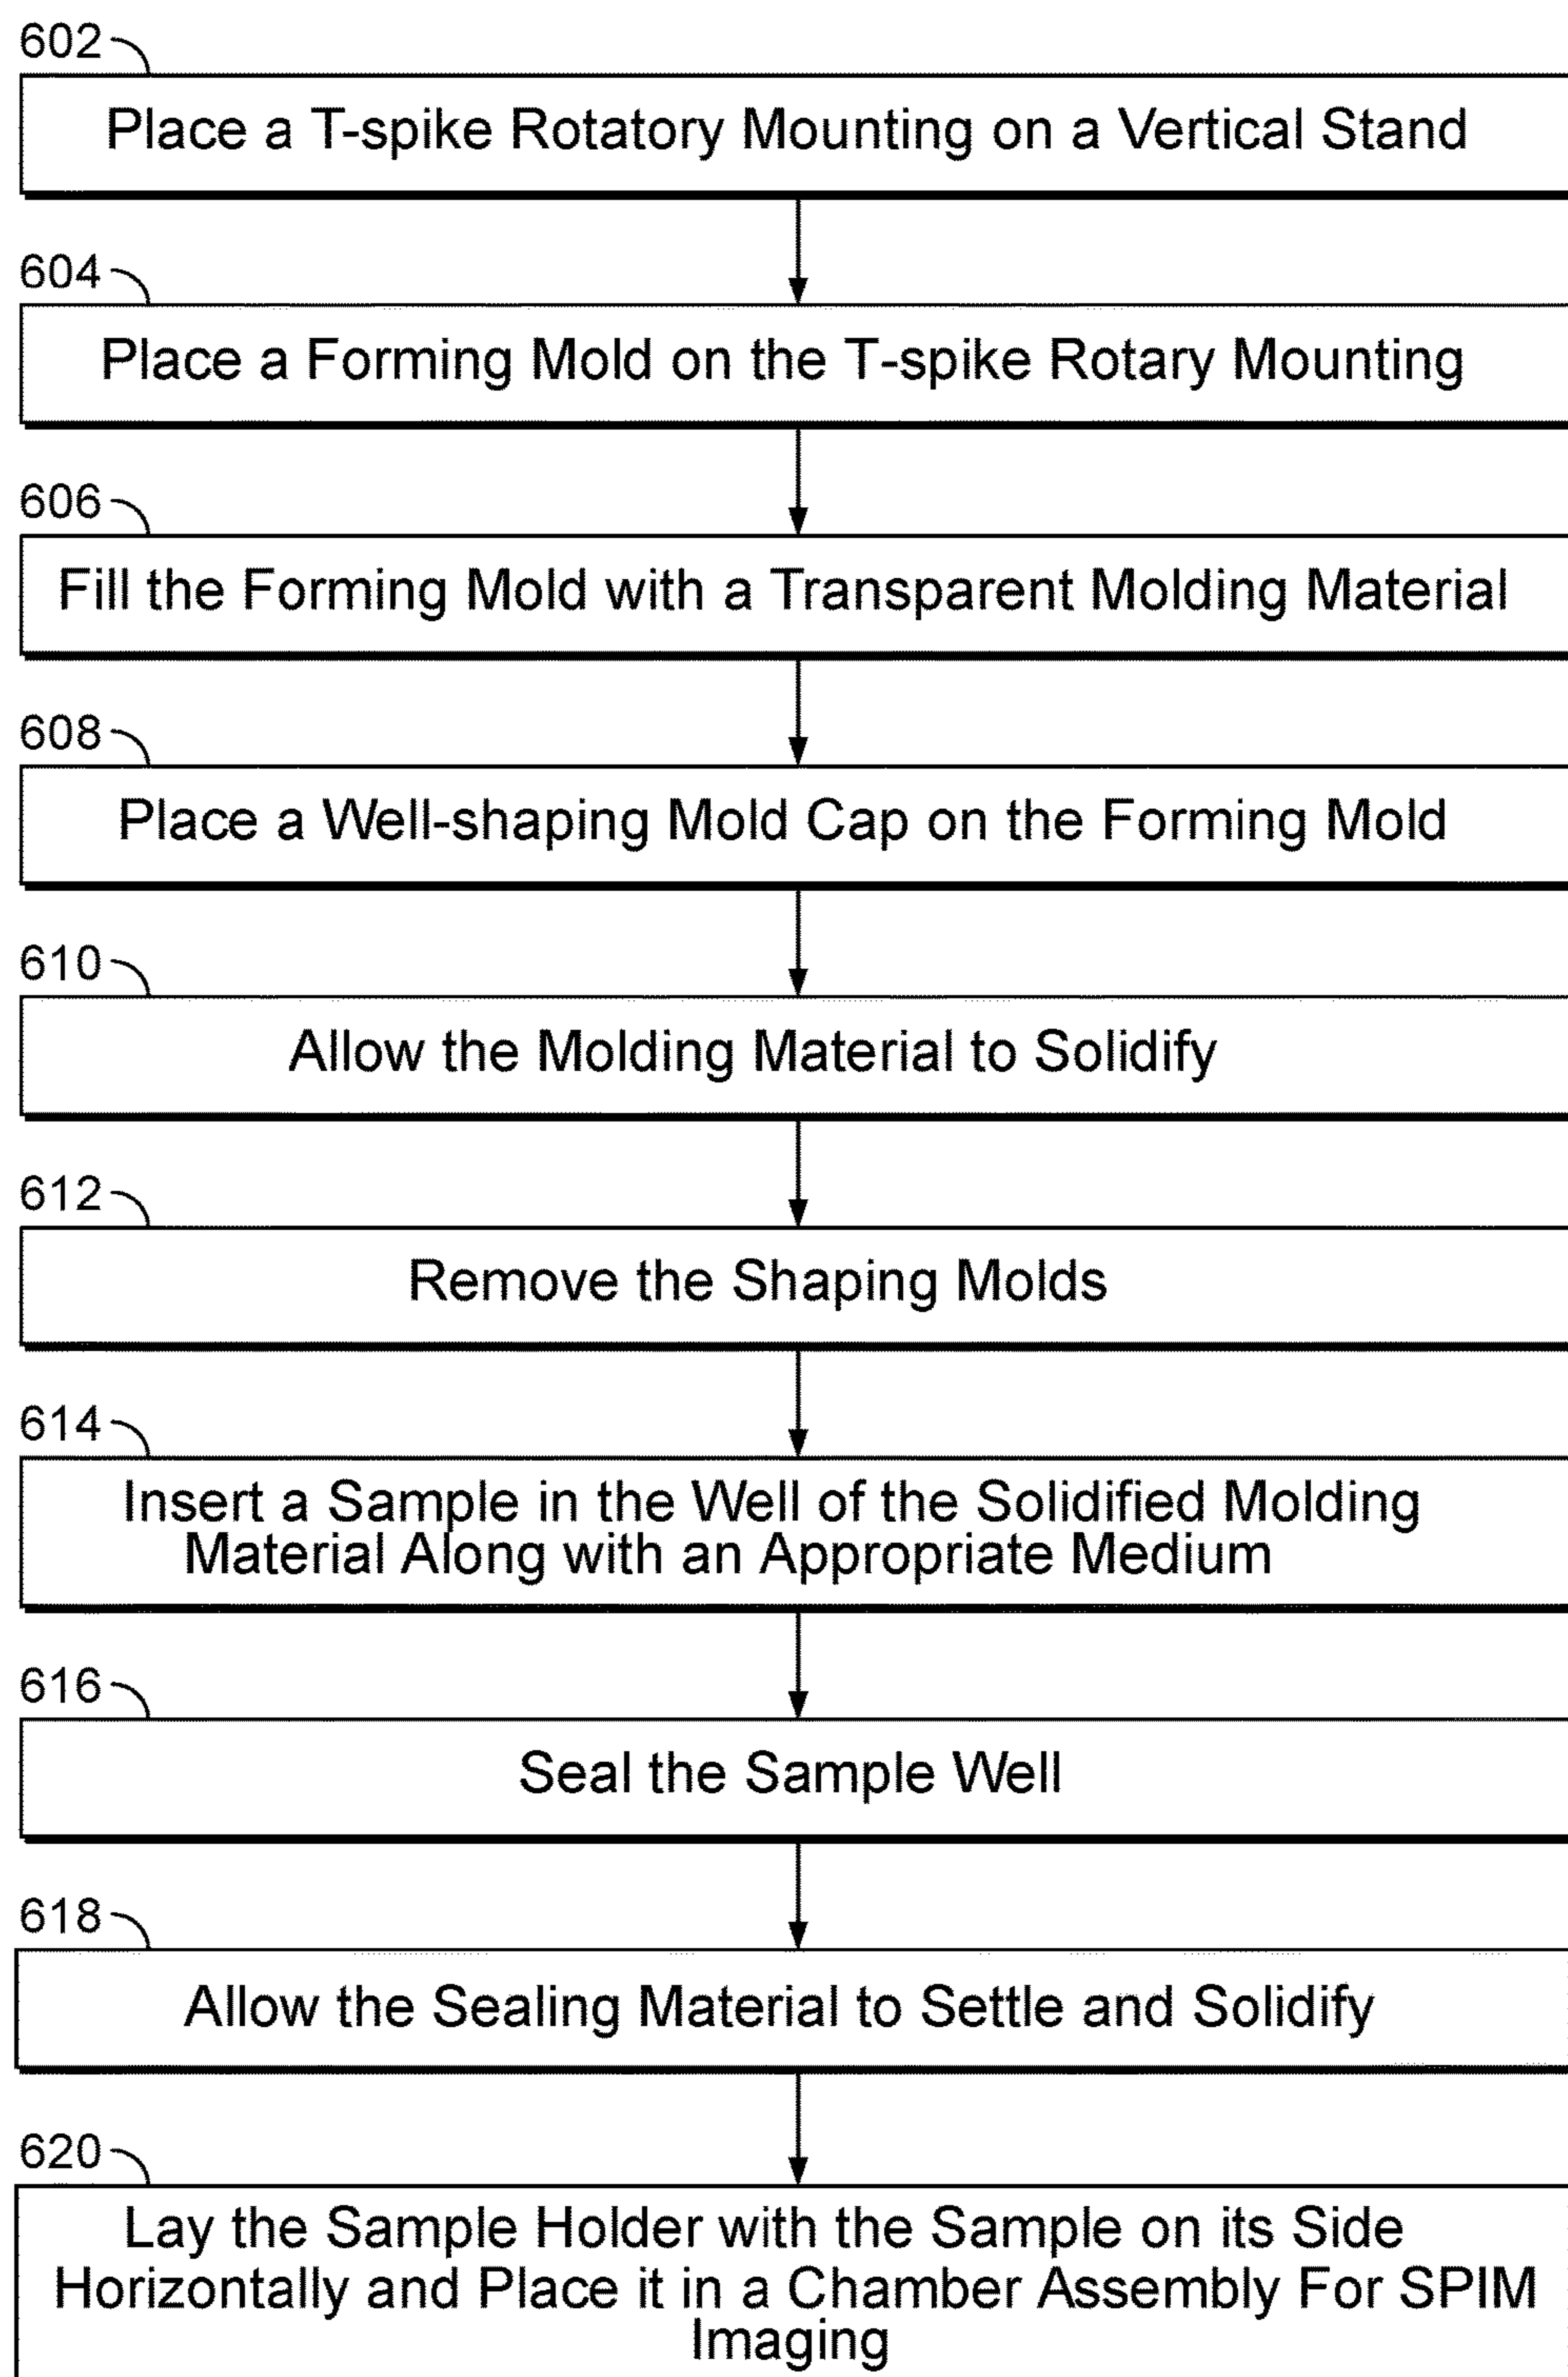 602
Place a T-spike Rotatory Mounting on a Vertical Stand
604
Place a Forming Mold on the T-spike Rotary Mounting
606
Fill the Forming Mold with a Transparent Molding Material
608
Place a Well-shaping Mold Cap on the Forming Mold
610
Allow the Molding Material to Solidify
612
Remove the Shaping Molds
614
Insert a Sample in the Well of the Solidified Molding
Material Along with an Appropriate Medium
616
Seal the Sample Well
618
Allow the Sealing Material to Settle and Solidify
620
Lay the Sample Holder with the Sample on its Side
Horizontally and Place it in a Chamber Assembly For SPIM
Imaging